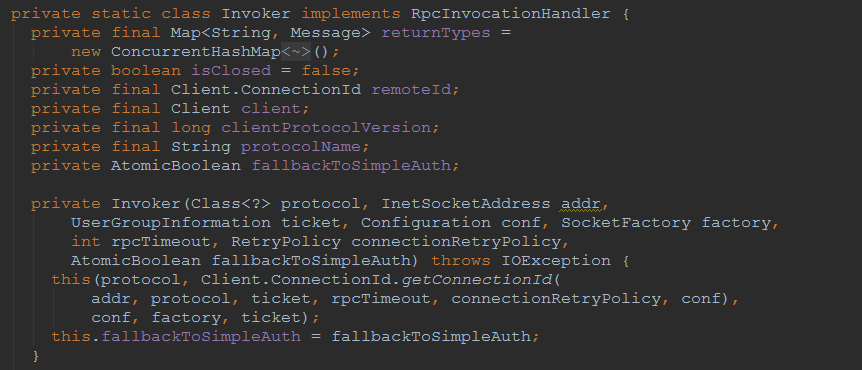 private static class Invoker implements RpcInvocationHandler {
private final Map<String, Message> returnTypes =
new ConcurrentHashMap<~>();
private boolean isClosed = false;
private final Client.ConnectionId remoteId;
private final Client client;
private final long clientProtocolVersion;
private final String protocolName;
private AtomicBoolean fallbackToSimpleAuth;
private Invoker(Class<?> protocol, InetSocketAddress addr,
UserGroupInformation ticket, Configuration conf, SocketFactory factory,
int rpcTimeout, RetryPolicy connectionRetryPolicy,
AtomicBoolean fallbackToSimpleAuth) throws IOException {
this(protocol, Client.ConnectionId.getConnectionId(
addr, protocol, ticket, rpcTimeout, connectionRetryPolicy, conf),
conf, factory, ticket);
this.fallbackToSimpleAuth = fallbackToSimpleAuth;
}